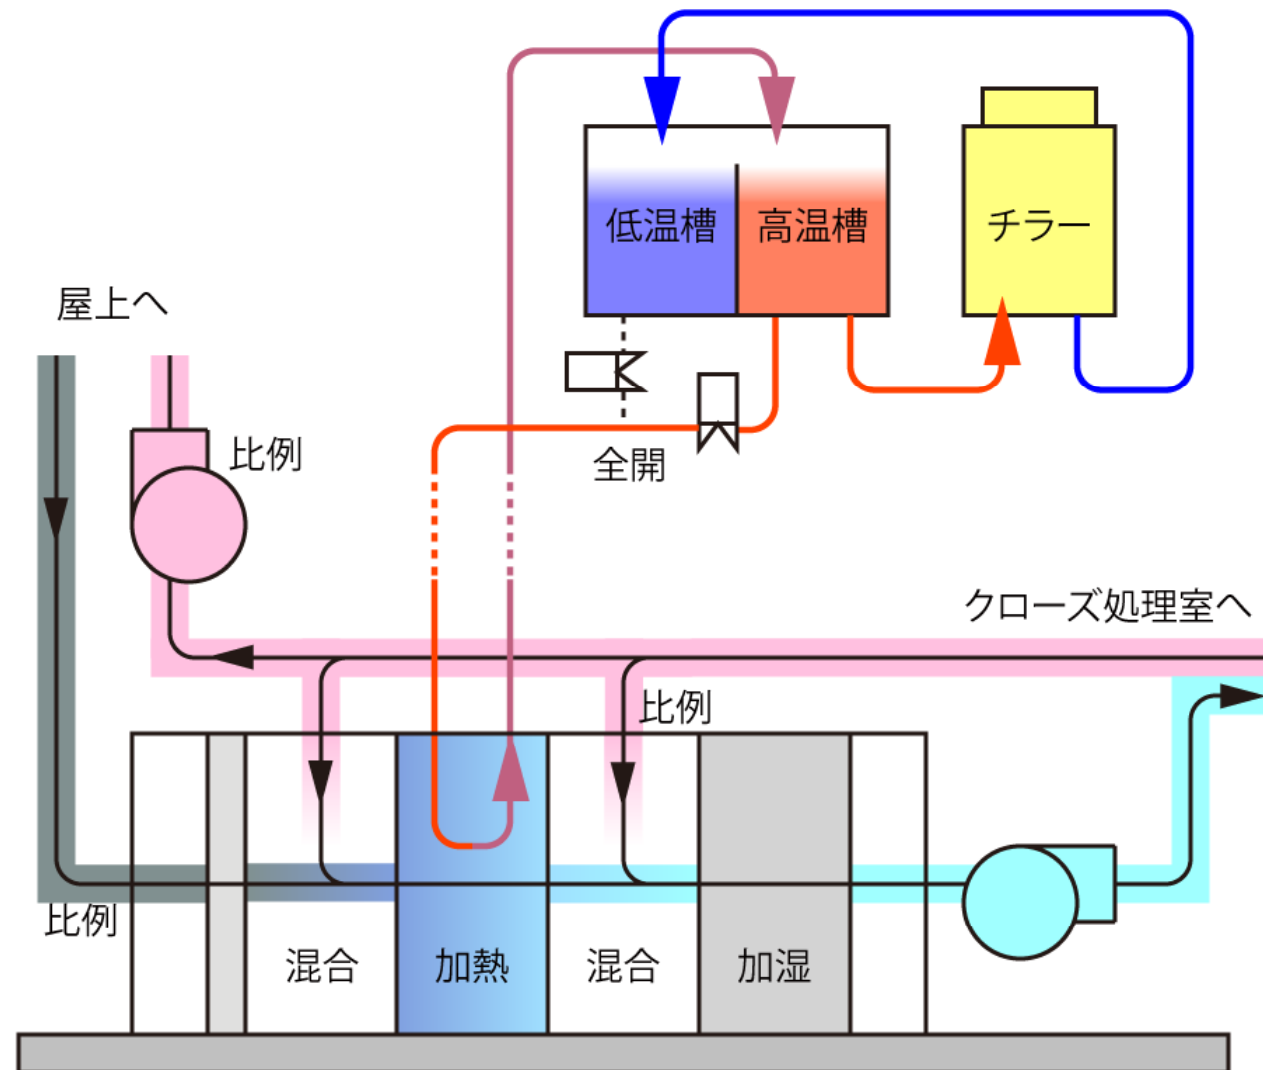 低温槽
高温槽
チラー
屋上へ
比例
全開
クローズ処理室へ
比例
比例
混合
加熱
混合
加湿